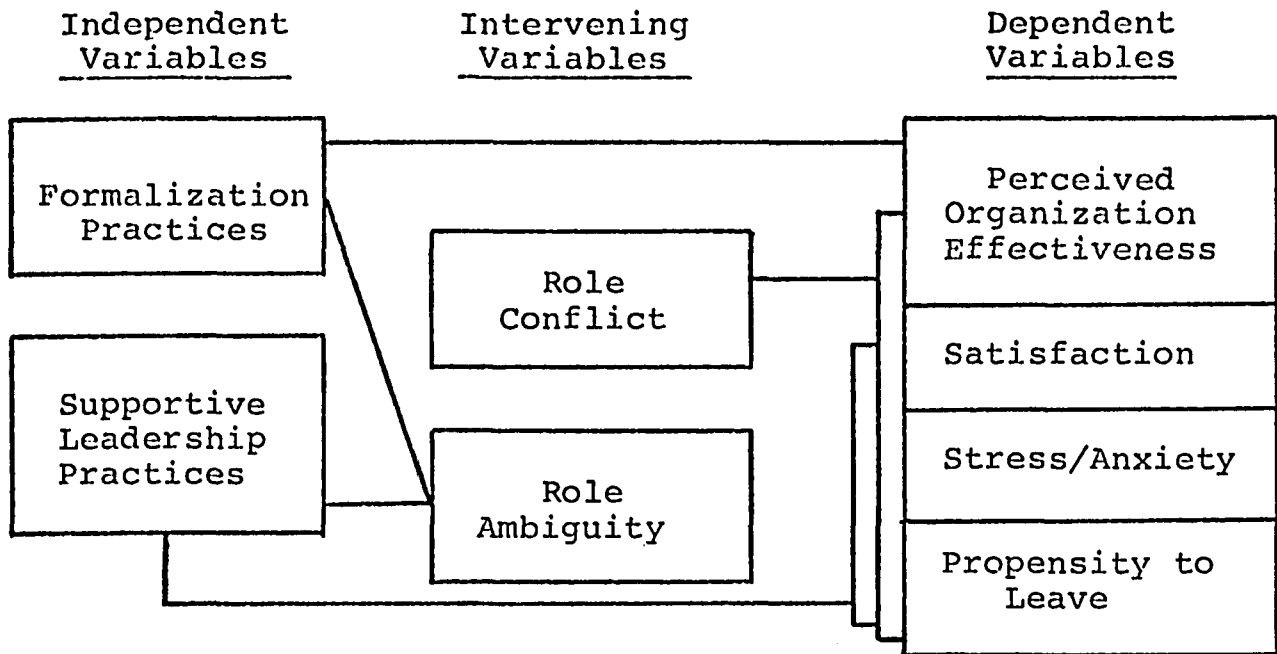 Independent
Variables
Intervening
Variables
Dependent
Variables
Formalization
Practices
Supportive
Leadership
Practices
Role
Conflict
Role
Ambiguity
Perceived
Organization
Effectiveness
Satisfaction
Stress/Anxiety
Propensity to
Leave